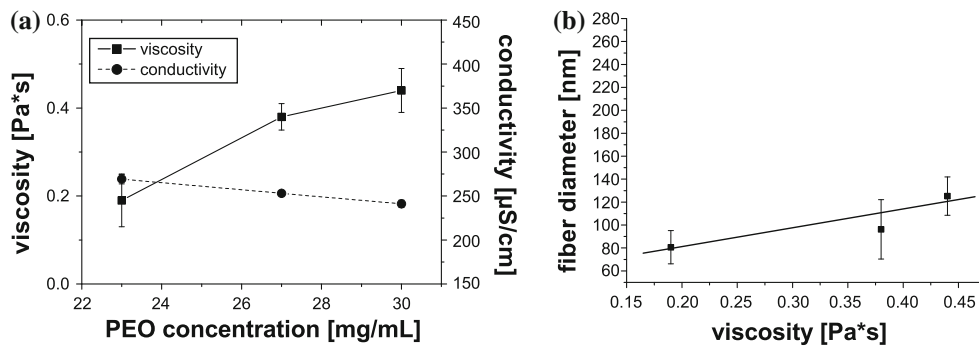 (a)
viscosity [Pa*s]
0.6
0.4
0.2
0.0
viscosity
conductivity
450
400
350
300
250
200
150
conductivity [µS/cm]
22 24 26 28 30
PEO concentration [mg/mL]
(b)
fiber diameter [nm]
280
260
240
220
200
180
160
140
120
100
80
60
0.15 0.20 0.25 0.30 0.35 0.40 0.45
viscosity [Pa*s]